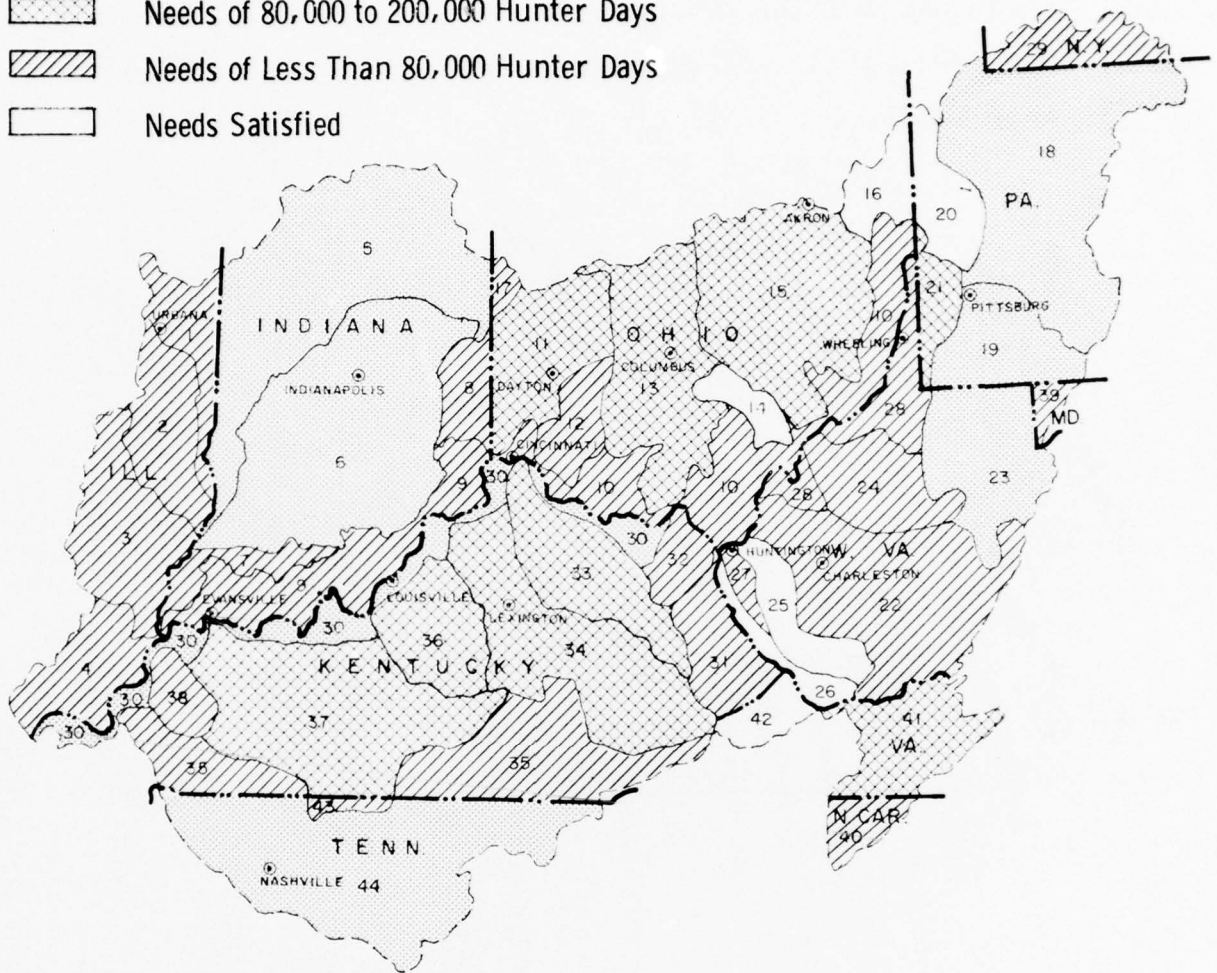 Needs of 80,000 to 200,000 Hunter Days
Needs of Less Than 80,000 Hunter Days
Needs Satisfied
29 N.Y.
18
PA.
16
20
AKRON
5
URBANA
1
INDIANA
OHIO
15
10
21
PITTSBURG
11
WHEELING
COLUMBUS
19
INDIANAPOLIS
8
DAYTON
13
39
MD
2
14
28
12
CINCINNATI
ILL.
6
9
30
10
10
28
24
23
3
30
33
32
HUNTINGTON
W. VA.
27
CHARLESTON
7
9
EVANSVILLE
LOUISVILLE
LEXINGTON
25
22
30
30
36
34
KENTUCKY
4
31
26
30
38
37
42
41
30
VA.
35
35
43
N CAR.
40
TENN.
NASHVILLE 44